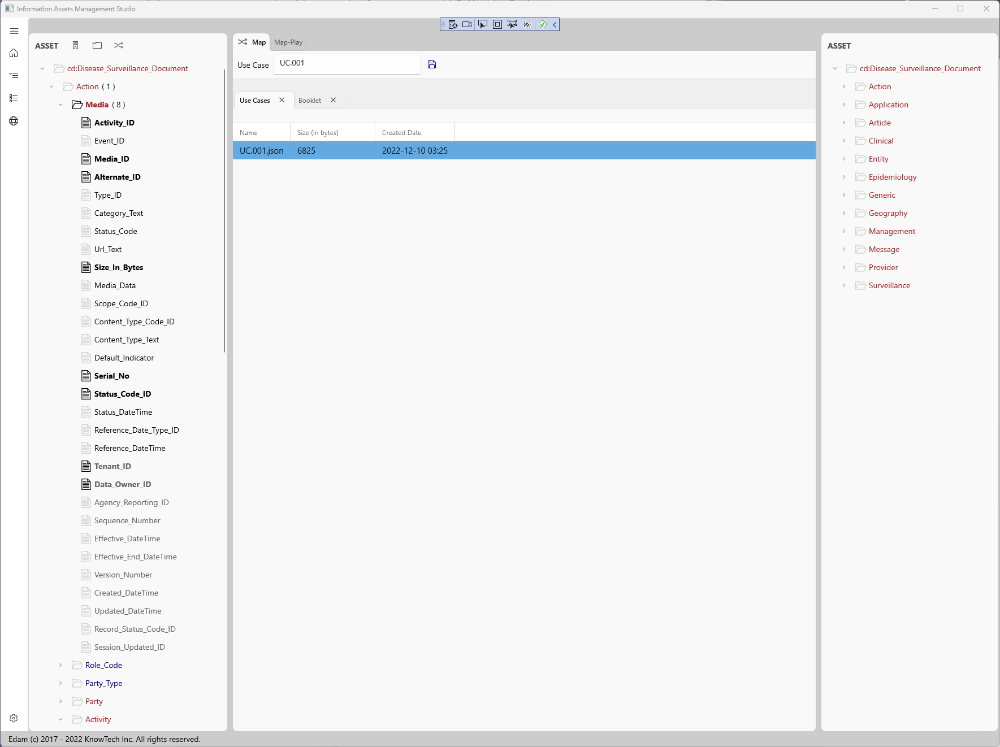 Information Assets Management Studio
ASSET
cd:Disease_Surveillance_Document
Action ( 1 )
Media ( 8 )
Activity_ID
Event_ID
Media_ID
Alternate_ID
Type_ID
Category_Text
Status_Code
Url_Text
Size_In_Bytes
Media_Data
Scope_Code_ID
Content_Type_Code_ID
Content_Type_Text
Default_Indicator
Serial_No
Status_Code_ID
Status_DateTime
Reference_Date_Type_ID
Reference_DateTime
Tenant_ID
Data_Owner_ID
Agency_Reporting_ID
Sequence_Number
Effective_DateTime
Effective_End_DateTime
Version_Number
Created_DateTime
Updated_DateTime
Record_Status_Code_ID
Session_Updated_ID
Role_Code
Party_Type
Party
Activity
Map Map-Play
Use Case UC.001
Use Cases Booklet
Name Size (in bytes) Created Date
UC.001.json 6825 2022-12-10 03:25
ASSET
cd:Disease_Surveillance_Document
Action
Application
Article
Clinical
Entity
Epidemiology
Generic
Geography
Management
Message
Provider
Surveillance
Edam (c) 2017 - 2022 KnowTech Inc. All rights reserved.